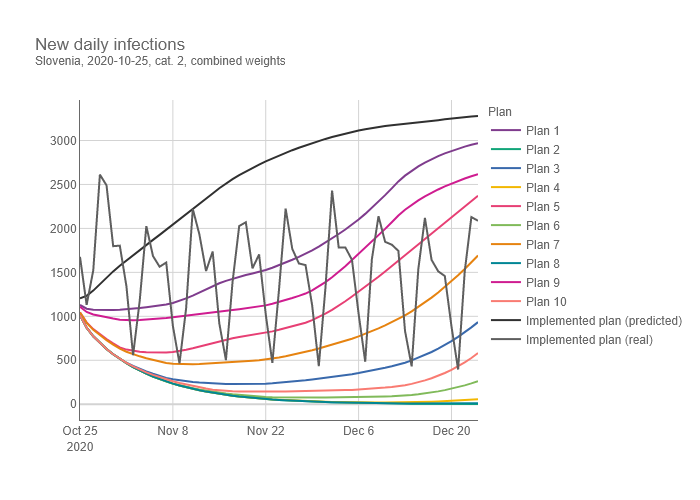 New daily infections
Slovenia, 2020-10-25, cat. 2, combined weights
Plan
3000
2500
2000
1500
1000
500
0
Oct 25
2020
Nov 8
Nov 22
Dec 6
Dec 20
Plan 1
Plan 2
Plan 3
Plan 4
Plan 5
Plan 6
Plan 7
Plan 8
Plan 9
Plan 10
Implemented plan (predicted)
Implemented plan (real)